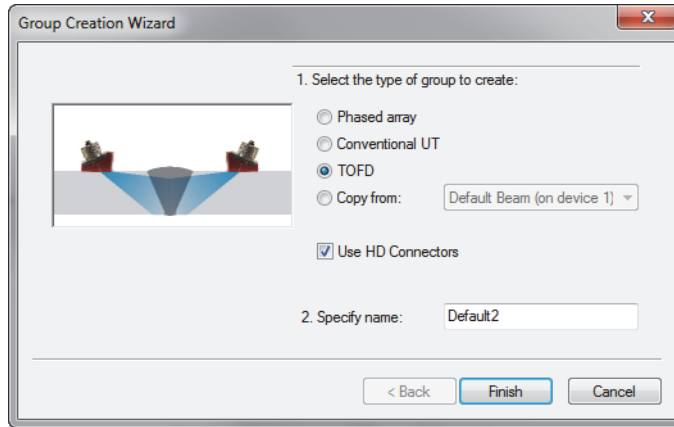 Group Creation Wizard
1. Select the type of group to create:
Phased array
Conventional UT
TOFD
Copy from: Default Beam (on device 1)
Use HD Connectors
2. Specify name: Default2
< Back Finish Cancel